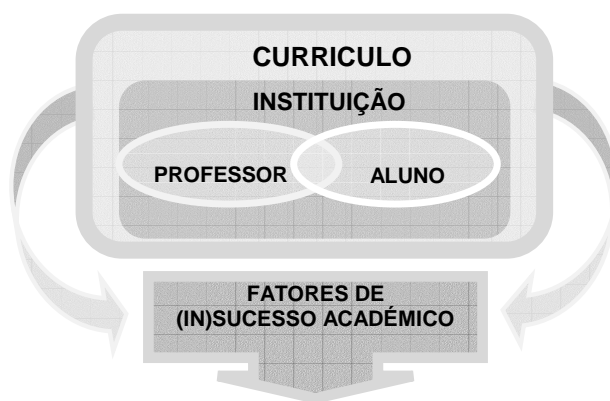 CURRICULO
INSTITUIÇÃO
PROFESSOR
ALUNO
FATORES DE
(IN)SUCESSO ACADÉMICO